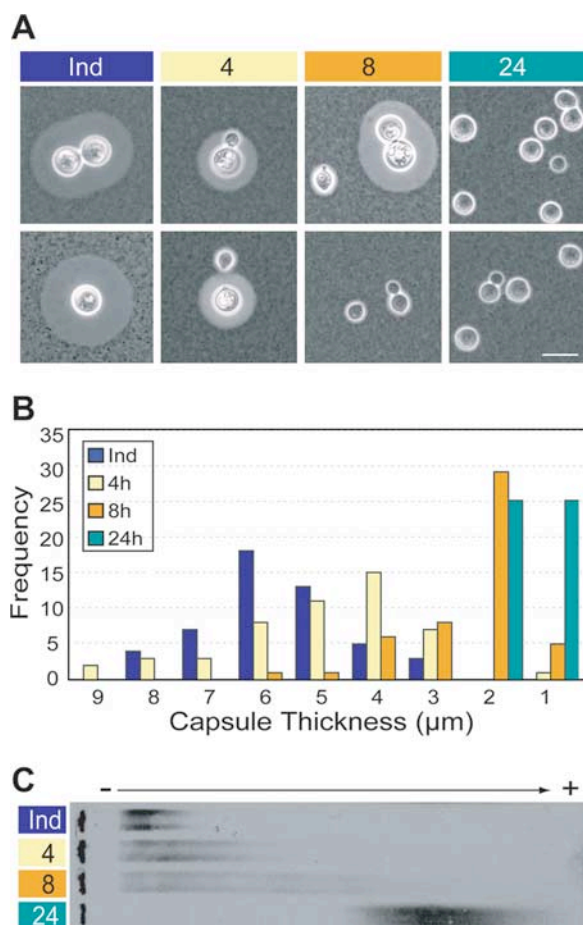 A
Ind 4 8 24
B
35
30
25
20
15
10
5
0
Frequency
Ind
4h
8h
24h
9 8 7 6 5 4 3 2 1
Capsule Thickness (µm)
C
- +
Ind
4
8
24